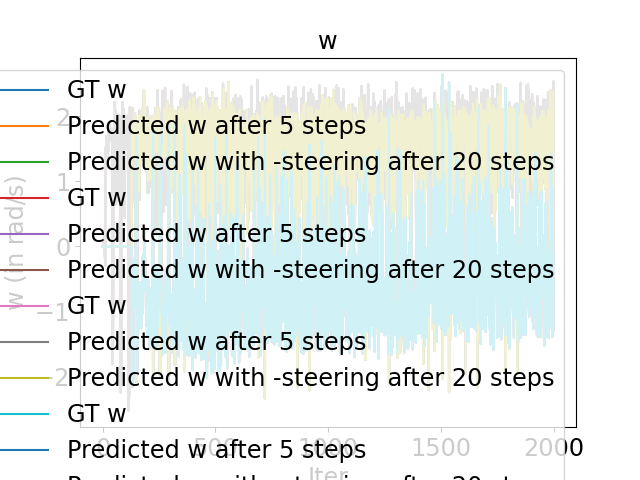 w
GT w
Predicted w after 5 steps
Predicted w with -steering after 20 steps
GT w
Predicted w after 5 steps
Predicted w with -steering after 20 steps
GT w
Predicted w after 5 steps
Predicted w with -steering after 20 steps
GT w
Predicted w after 5 steps
w (in rad/s)
2
1
0
−1
−2
0 500 1000 1500 2000
Iter